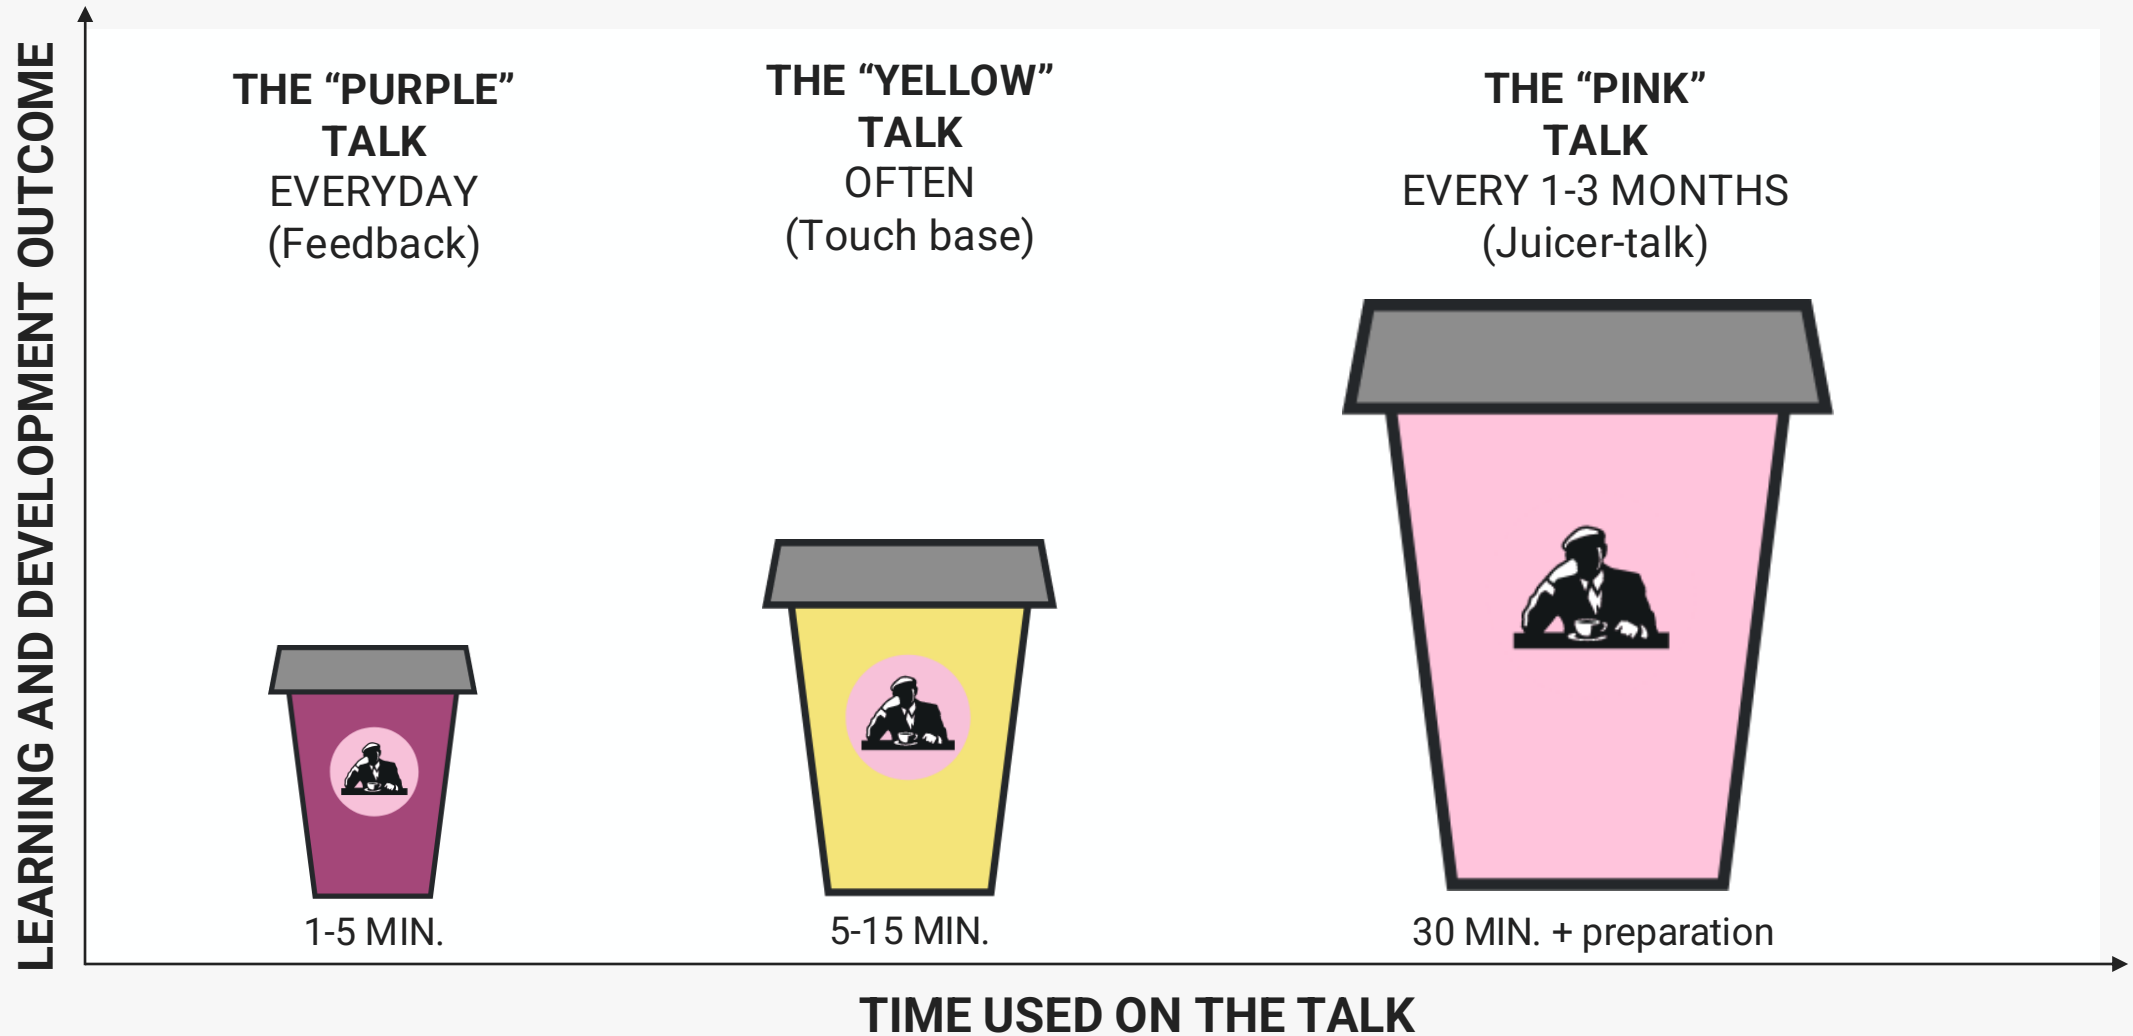 LEARNING AND DEVELOPMENT OUTCOME
THE “PURPLE”
TALK
EVERYDAY
(Feedback)
1-5 MIN.
THE “YELLOW”
TALK
OFTEN
(Touch base)
5-15 MIN.
THE “PINK”
TALK
EVERY 1-3 MONTHS
(Juicer-talk)
30 MIN. + preparation
TIME USED ON THE TALK